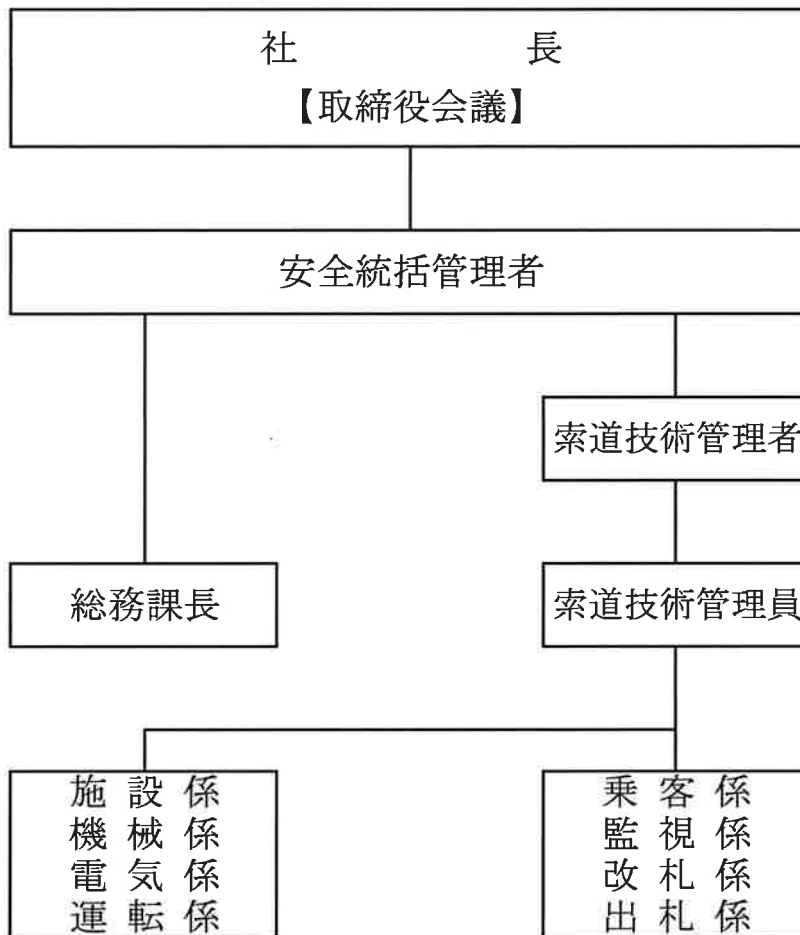 社長
【取締役会議】
安全統括管理者
索道技術管理者
総務課長
索道技術管理員
施設係
機械係
電気係
運転係
乗客係
監視係
改札係
出札係